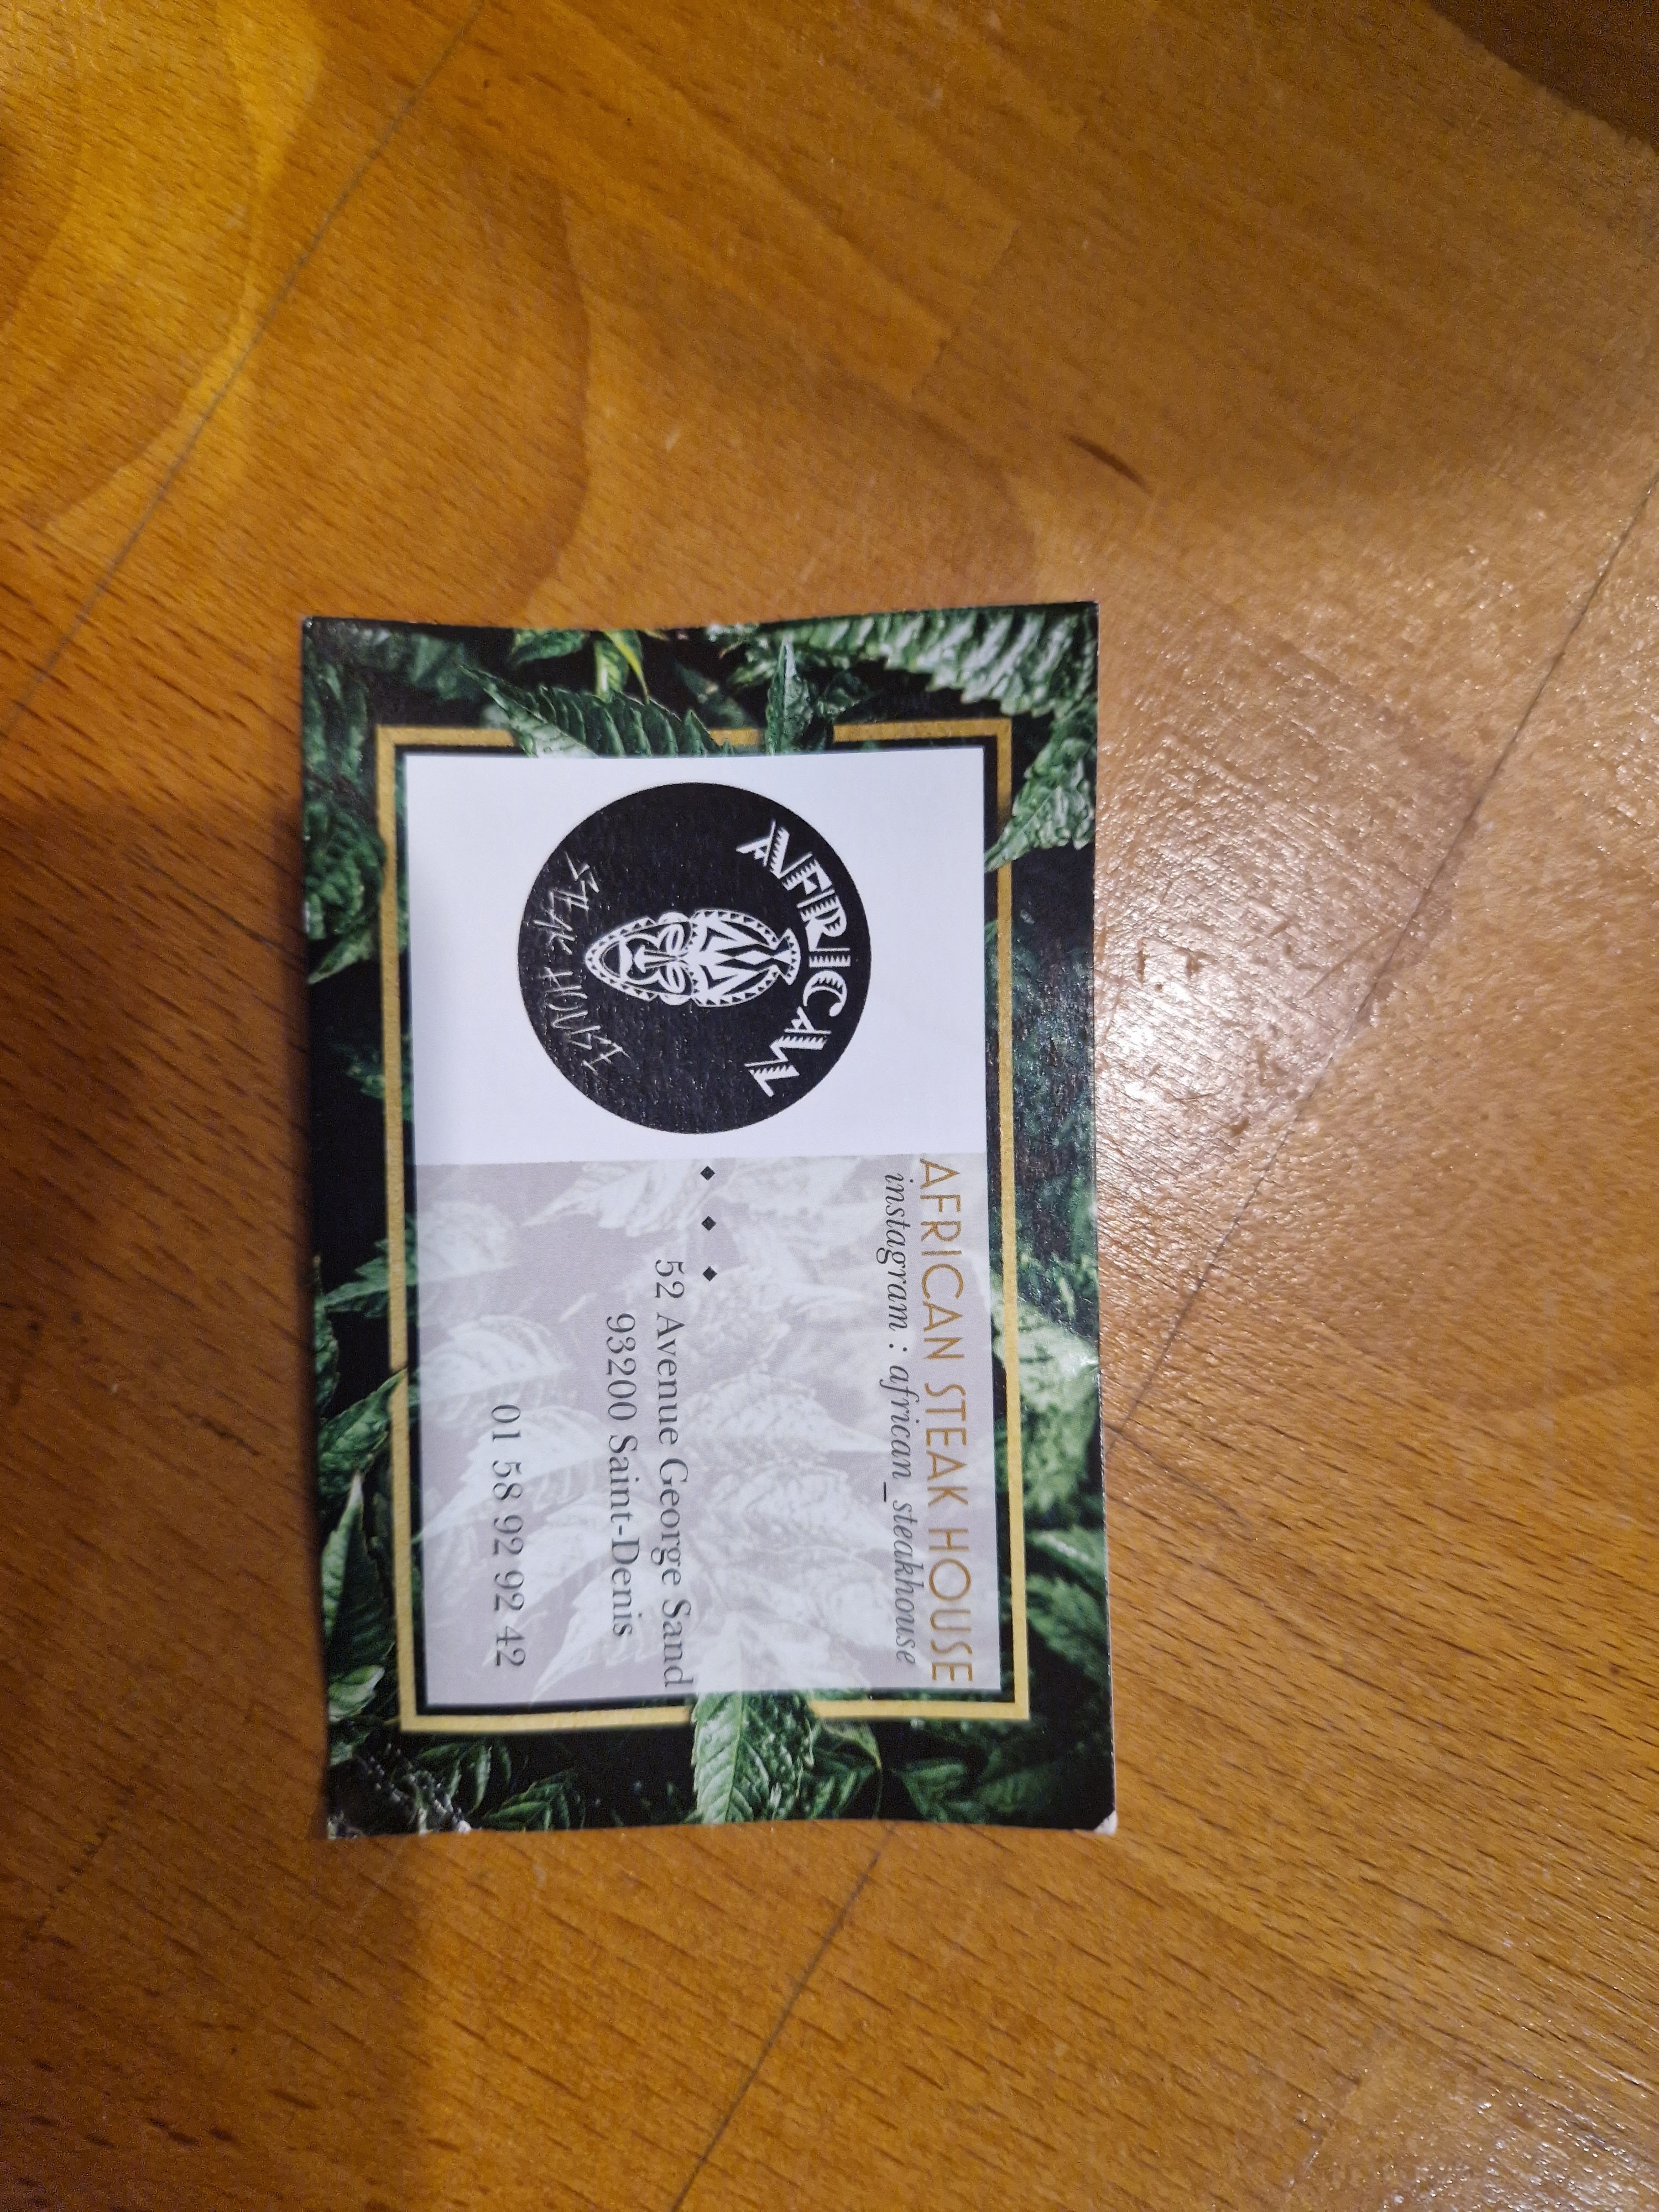 AFRICAN
STEAK HOUSE
AFRICAN STEAK HOUSE
instagram : african_steakhouse
52 Avenue George Sand
93200 Saint-Denis
01 58 92 92 42